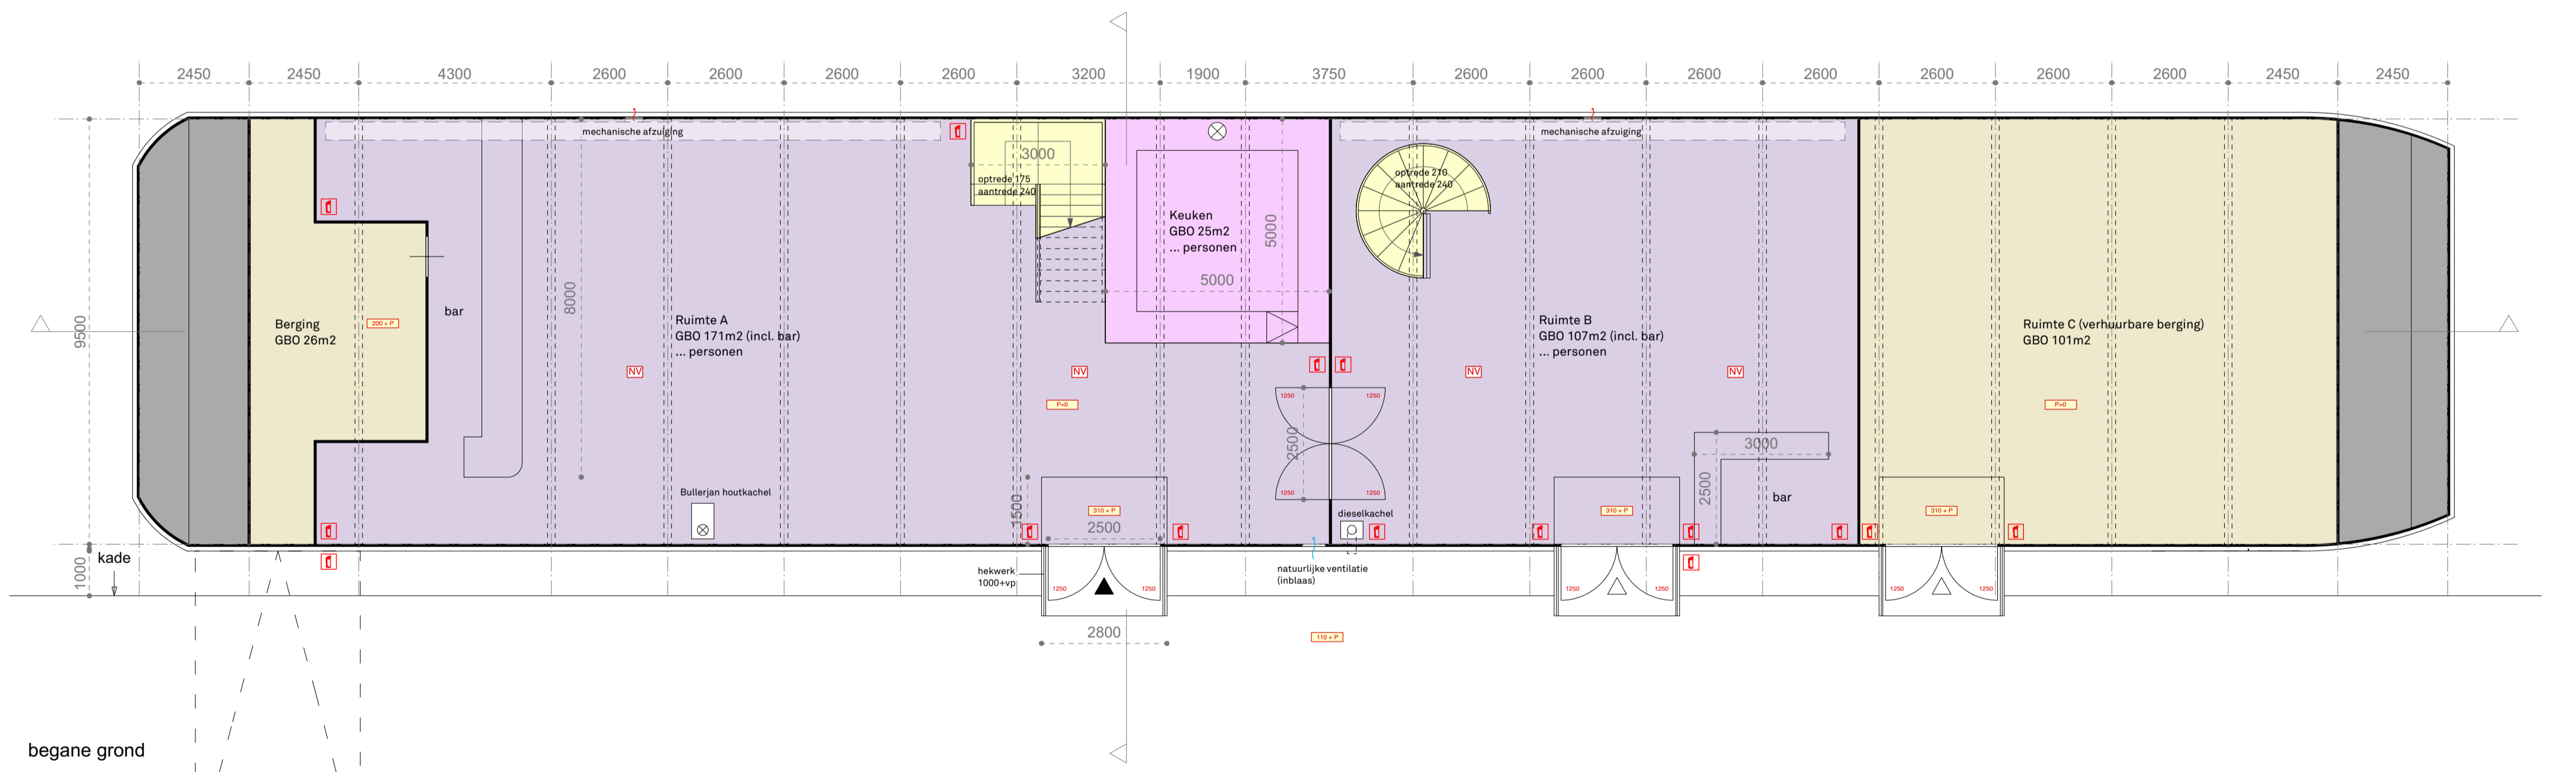 2450 2450 4300 2600 2600 2600 2600 3200 1900 3750 2600 2600 2600 2600 2600 2600 2600 2450 2450
mechanische afzuiging
mechanische afzuiging
3000
optrede 175
aantrede 240
optrede 210
aantrede 240
Keuken
GBO 25m2
... personen
5000
5000
9500
8000
bar
Berging
GBO 26m2
200 + P
Ruimte A
GBO 171m2 (incl. bar)
... personen
Ruimte B
GBO 107m2 (incl. bar)
... personen
Ruimte C (verhuurbare berging)
GBO 101m2
NV
NV
NV
NV
P=0
P=0
1250
1250
2500
1250
1250
3000
2500
bar
Bullerjan houtkachel
1500
310 + P
2500
dieselkachel
310 + P
310 + P
kade
1000
hekwerk
1000+vp
natuurlijke ventilatie
(inblaas)
1250
1250
1250
1250
1250
1250
2800
110 + P
begane grond